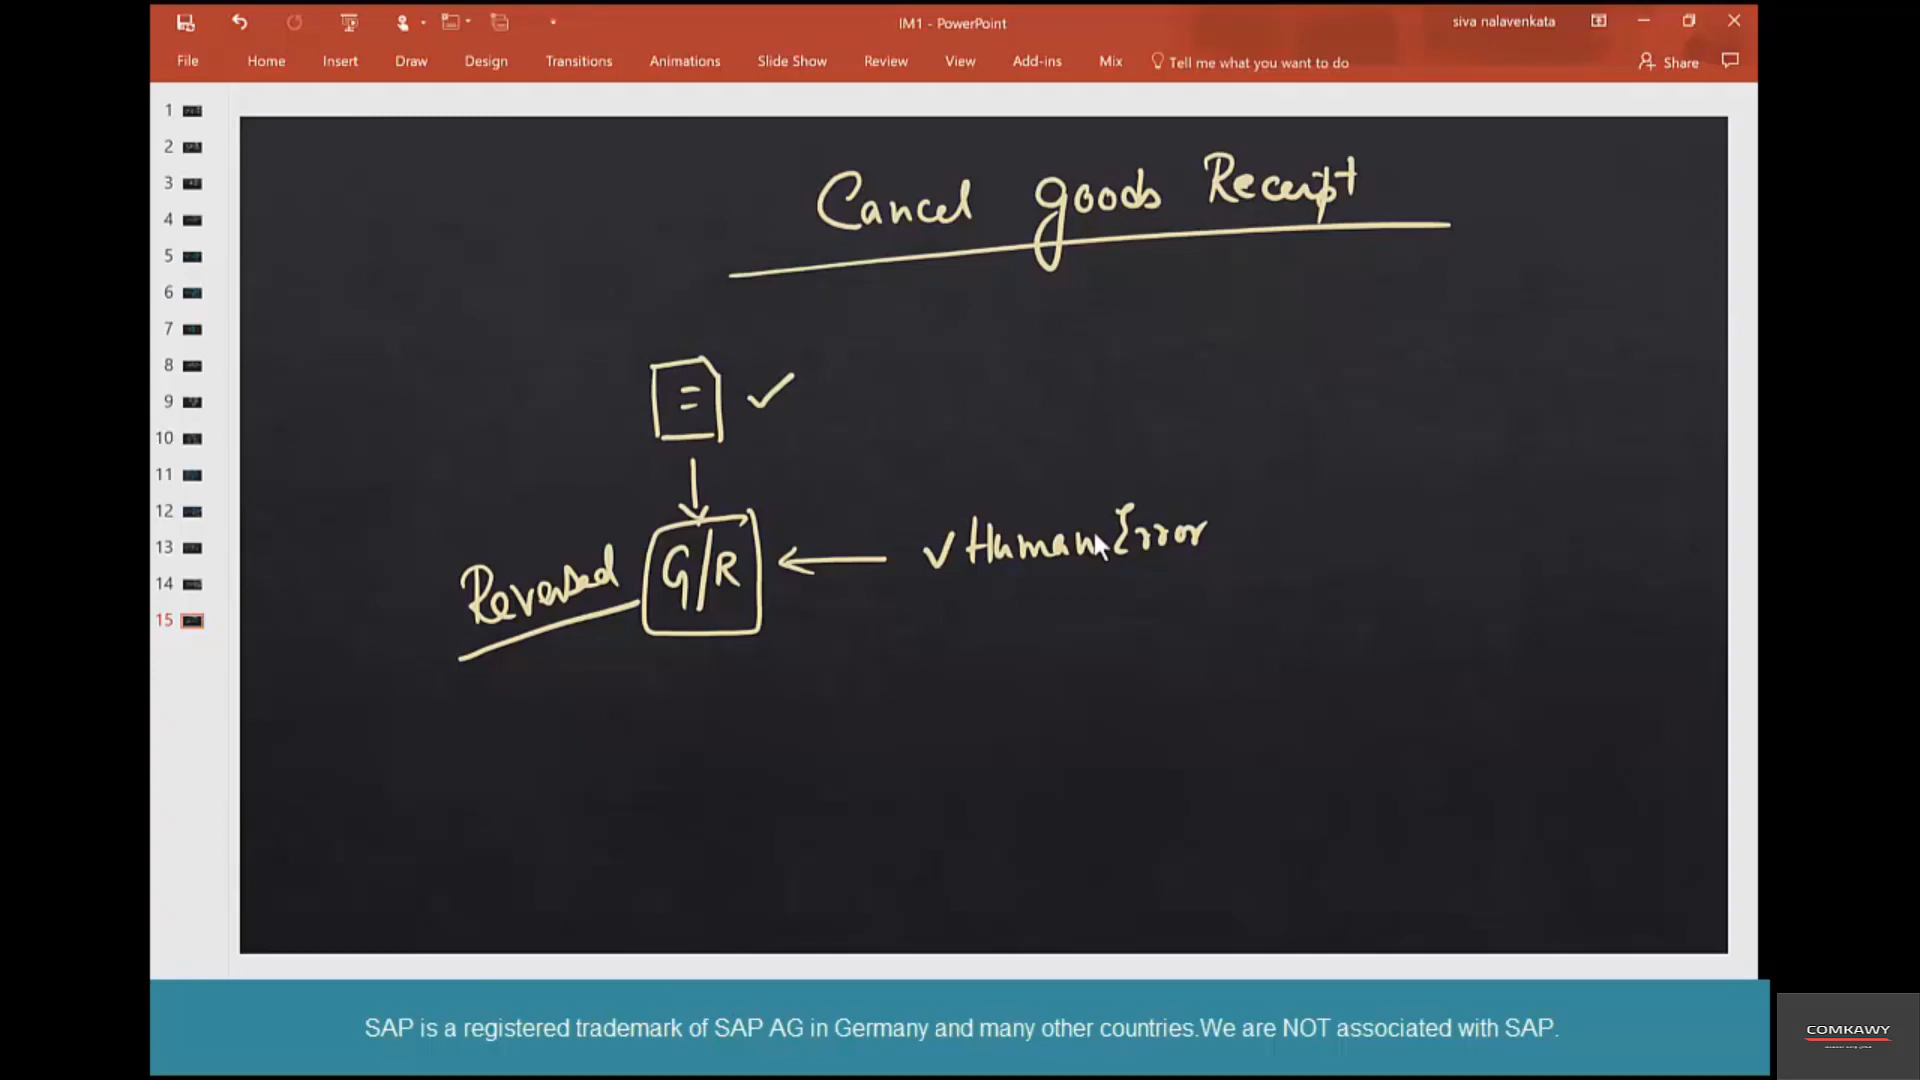 IM1 - PowerPoint
siva nalavenkata
File Home Insert Draw Design Transitions Animations Slide Show Review View Add-ins Mix Tell me what you want to do Share
1
2
3
4
5
6
7
8
9
10
11
12
13
14
15
Cancel goods Receipt
Human Error
Reversed G/R
SAP is a registered trademark of SAP AG in Germany and many other countries.We are NOT associated with SAP.
COMKAWY